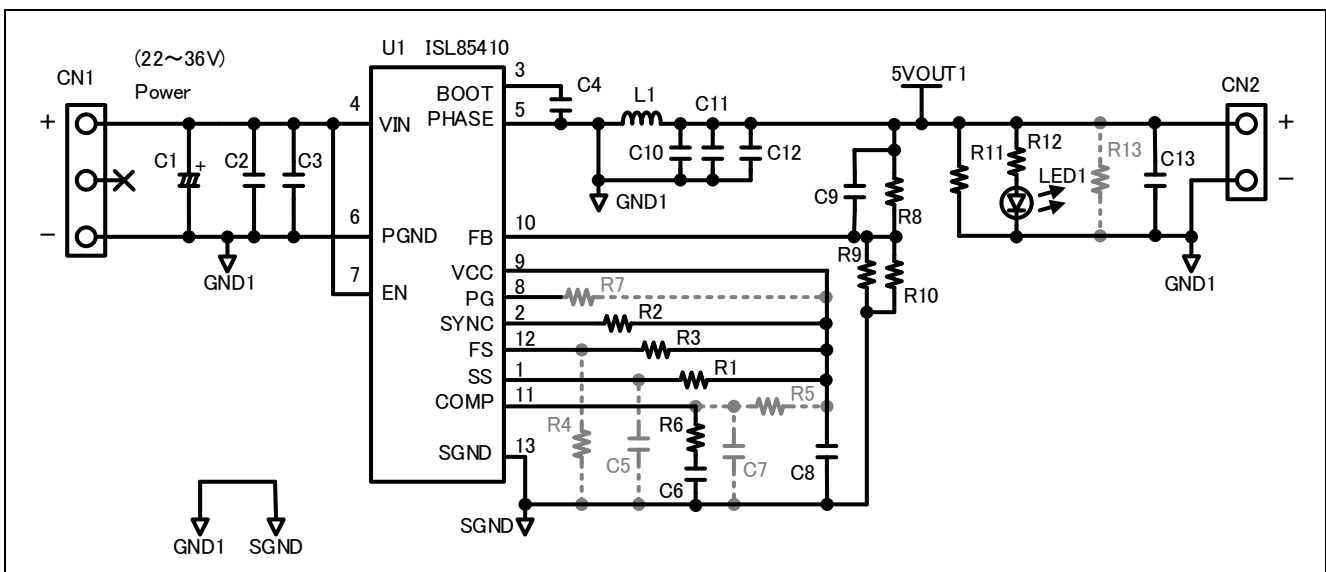 U1 ISL85410
(22～36V)
Power
CN1
+
−
C1
+
C2
C3
GND1
4
6
7
VIN
PGND
EN
BOOT
PHASE
FB
VCC
PG
SYNC
FS
SS
COMP
SGND
3
5
10
9
8
2
12
1
11
13
C4
L1
C11
C10
C12
GND1
5VOUT1
CN2
+
−
R11
R12
LED1
R13
C13
GND1
C9
R8
R9
R10
R7
R2
R3
R1
R5
R4
C5
R6
C6
C7
C8
SGND
GND1
SGND